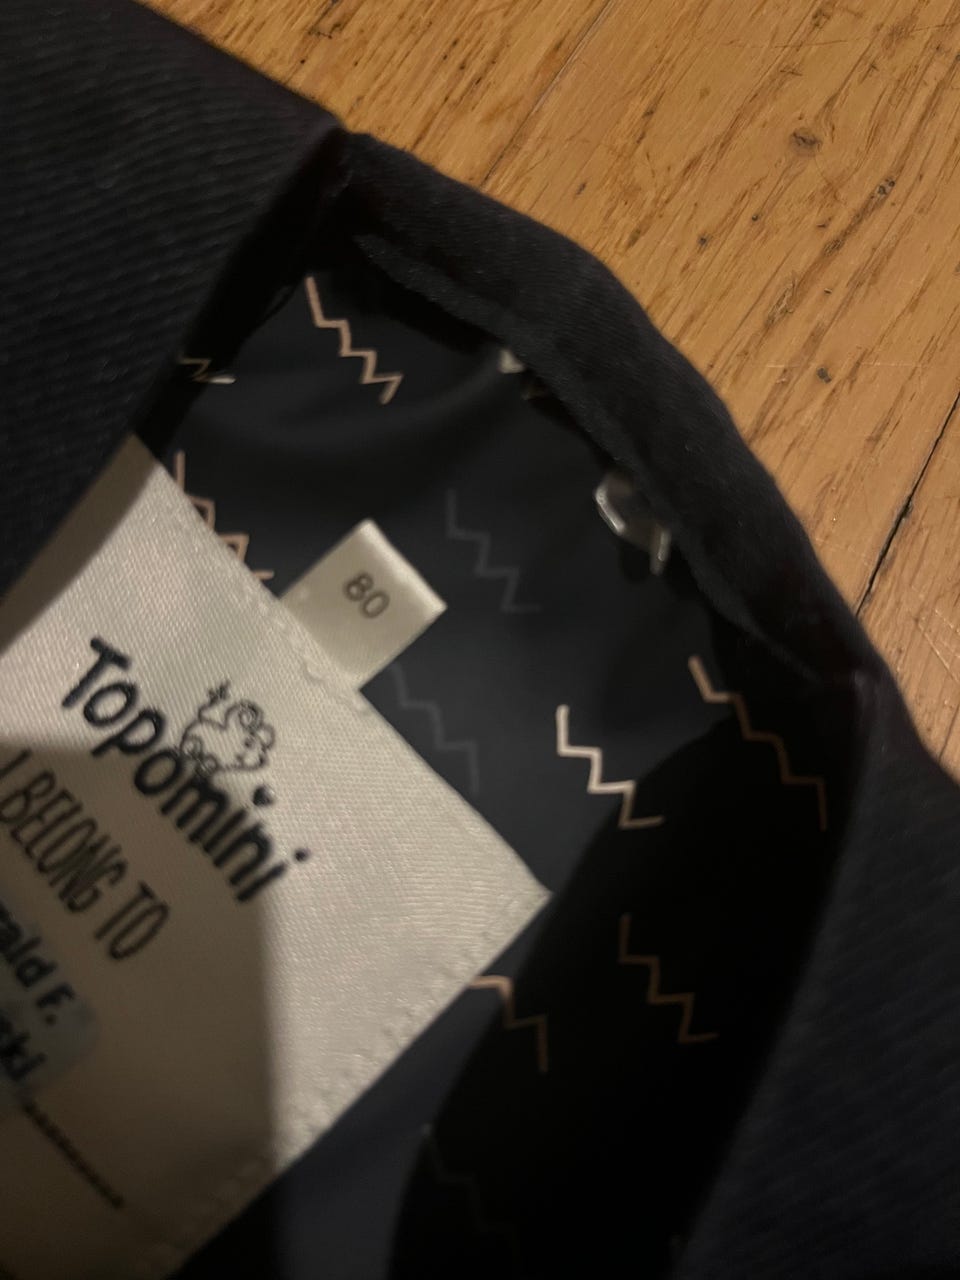 80
Topomini
I BELONG TO
F.